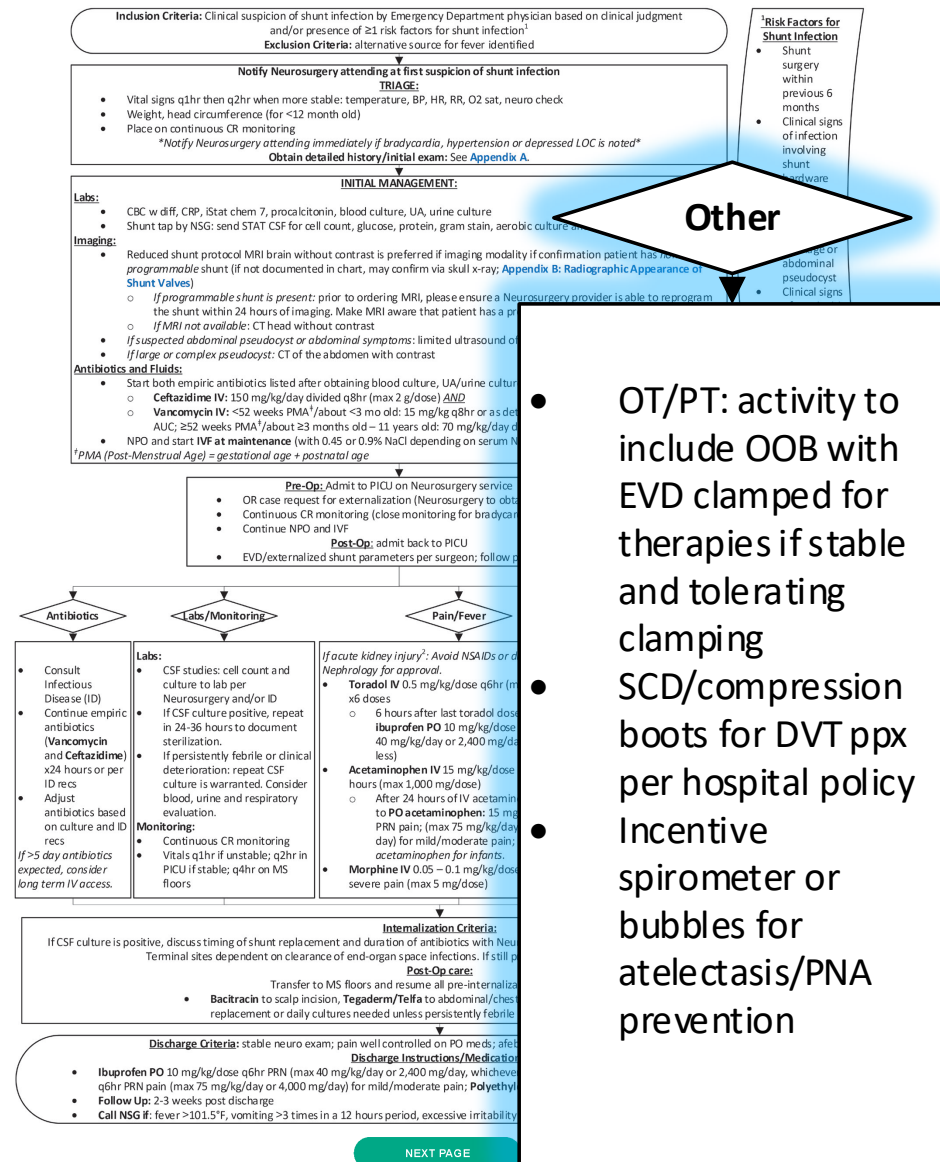 Inclusion Criteria: Clinical suspicion of shunt infection by Emergency Department physician based on clinical judgment
and/or presence of ≥1 risk factors for shunt infection¹
Exclusion Criteria: alternative source for fever identified
¹Risk Factors for
Shunt Infection
• Shunt
surgery
within
previous 6
months
• Clinical signs
of infection
involving
shunt
hardware
abdominal
pseudocyst
• Clinical signs
Notify Neurosurgery attending at first suspicion of shunt infection
TRIAGE:
• Vital signs q1hr then q2hr when more stable: temperature, BP, HR, RR, O2 sat, neuro check
• Weight, head circumference (for <12 month old)
• Place on continuous CR monitoring
*Notify Neurosurgery attending immediately if bradycardia, hypertension or depressed LOC is noted*
Obtain detailed history/initial exam: See Appendix A.
INITIAL MANAGEMENT:
Labs:
• CBC w diff, CRP, iStat chem 7, procalcitonin, blood culture, UA, urine culture
• Shunt tap by NSG: send STAT CSF for cell count, glucose, protein, gram stain, aerobic culture
Imaging:
• Reduced shunt protocol MRI brain without contrast is preferred if imaging modality if confirmation patient has
programmable shunt (if not documented in chart, may confirm via skull x-ray; Appendix B: Radiographic Appearance of
Shunt Valves)
○ If programmable shunt is present: prior to ordering MRI, please ensure a Neurosurgery provider is able to reprogram
the shunt within 24 hours of imaging. Make MRI aware that patient has a
○ If MRI not available: CT head without contrast
• If suspected abdominal pseudocyst or abdominal symptoms: limited ultrasound
• If large or complex pseudocyst: CT of the abdomen with contrast
Antibiotics and Fluids:
• Start both empiric antibiotics listed after obtaining blood culture, UA/urine
○ Ceftazidime IV: 150 mg/kg/day divided q8hr (max 2 g/dose) AND
○ Vancomycin IV: <52 weeks PMA†/about <3 mo old: 15 mg/kg q8hr or as
AUC; ≥52 weeks PMA†/about ≥3 months old – 11 years old: 70 mg/kg/day
• NPO and start IVF at maintenance (with 0.45 or 0.9% NaCl depending on serum
†PMA (Post-Menstrual Age) = gestational age + postnatal age
Pre-Op: Admit to PICU on Neurosurgery service
• OR case request for externalization (Neurosurgery to
• Continuous CR monitoring (close monitoring for
• Continue NPO and IVF
Post-Op: admit back to PICU
• EVD/externalized shunt parameters per surgeon; follow
Antibiotics
• Consult
Infectious
Disease (ID)
• Continue empiric
antibiotics
(Vancomycin
and Ceftazidime)
x24 hours or per
ID recs
• Adjust
antibiotics based
on culture and ID
recs
If >5 day antibiotics
expected, consider
long term IV access.
Labs/Monitoring
Labs:
• CSF studies: cell count and
culture to lab per
Neurosurgery and/or ID
• If CSF culture positive, repeat
in 24-36 hours to document
sterilization.
• If persistently febrile or clinical
deterioration: repeat CSF
culture is warranted. Consider
blood, urine and respiratory
evaluation.
Monitoring:
• Continuous CR monitoring
• Vitals q1hr if unstable; q2hr in
PICU if stable; q4hr on MS
floors
Pain/Fever
If acute kidney injury²: Avoid NSAIDs or
Nephrology for approval.
• Toradol IV 0.5 mg/kg/dose q6hr
x6 doses
○ 6 hours after last toradol
ibuprofen PO 10 mg/kg/dose
40 mg/kg/day or 2,400
less)
• Acetaminophen IV 15 mg/kg/dose
hours (max 1,000 mg/dose)
○ After 24 hours of IV
to PO acetaminophen: 15
PRN pain; (max 75 mg/kg/day
day) for mild/moderate pain;
acetaminophen for infants.
• Morphine IV 0.05 – 0.1
severe pain (max 5 mg/dose)
Internalization Criteria:
If CSF culture is positive, discuss timing of shunt replacement and duration of antibiotics with
Terminal sites dependent on clearance of end-organ space infections. If still
Post-Op care:
Transfer to MS floors and resume all
• Bacitracin to scalp incision, Tegaderm/Telfa to
replacement or daily cultures needed unless persistently febrile
Discharge Criteria: stable neuro exam; pain well controlled on PO meds;
Discharge
• Ibuprofen PO 10 mg/kg/dose q6hr PRN (max 40 mg/kg/day or 2,400 mg/day,
q6hr PRN pain (max 75 mg/kg/day or 4,000 mg/day) for mild/moderate pain;
• Follow Up: 2-3 weeks post discharge
• Call NSG if: fever >101.5°F, vomiting >3 times in a 12 hours period, excessive irritability
NEXT PAGE
Other
• OT/PT: activity to
include OOB with
EVD clamped for
therapies if stable
and tolerating
clamping
• SCD/compression
boots for DVT ppx
per hospital policy
• Incentive
spirometer or
bubbles for
atelectasis/PNA
prevention